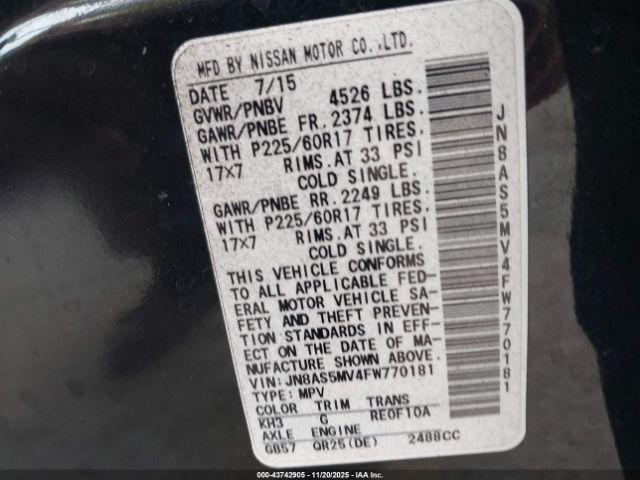 MFD BY NISSAN MOTOR CO.,LTD.
DATE 7/15
GVWR/PNBV 4526 LBS.
GAWR/PNBE FR. 2374 LBS.
WITH P225/60R17 TIRES.
17X7 RIMS.AT 33 PSI
COLD SINGLE.
GAWR/PNBE RR. 2249 LBS.
WITH P225/60R17 TIRES.
17X7 RIMS.AT 33 PSI
COLD SINGLE.
THIS VEHICLE CONFORMS
TO ALL APPLICABLE FED-
ERAL MOTOR VEHICLE SA-
FETY AND THEFT PREVEN-
TION STANDARDS IN EFF-
ECT ON THE DATE OF MA-
NUFACTURE SHOWN ABOVE.
VIN: JN8AS5MV4FW770181
TYPE: MPV
COLOR TRIM TRANS
KH3 G RE0F10A
AXLE ENGINE
GB57 QR25(DE) 2488CC
JN8AS5MV4FW770181
000-43742905 - 11/20/2025 - IAAI.COM